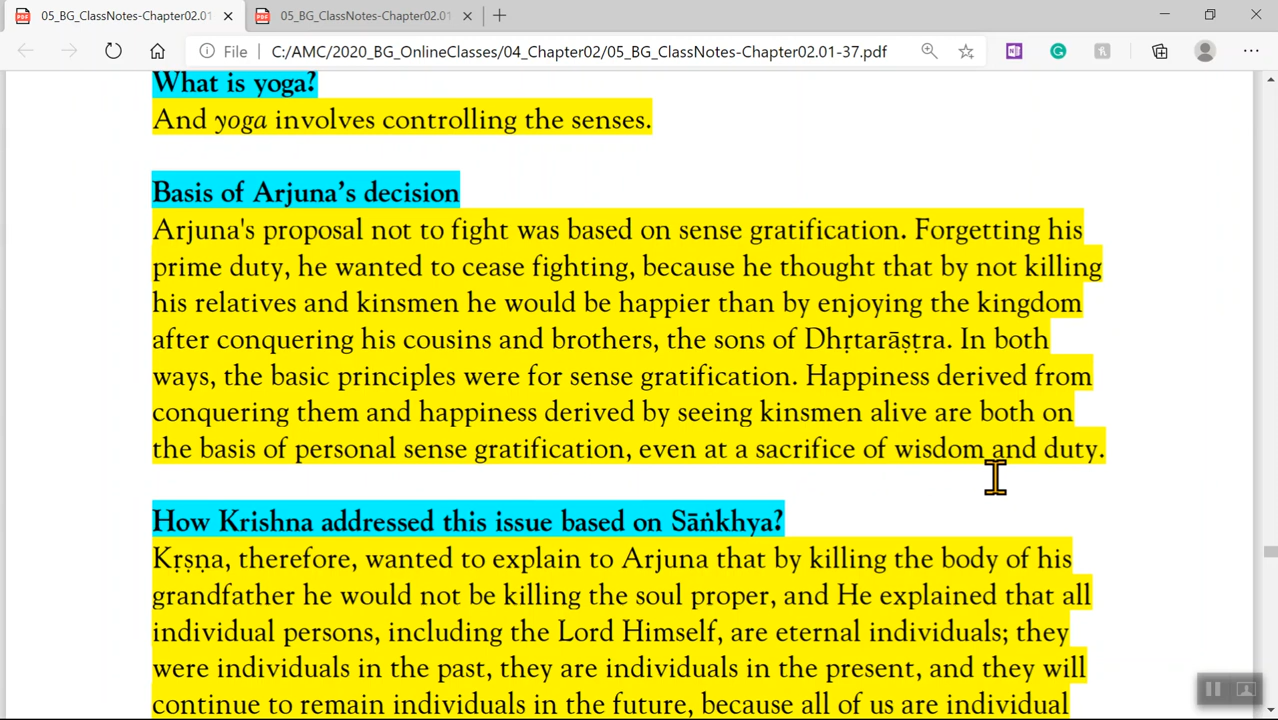 05_BG_ClassNotes-Chapter02.01
05_BG_ClassNotes-Chapter02.01
File
C:/AMC/2020_BG_OnlineClasses/04_Chapter02/05_BG_ClassNotes-Chapter02.01-37.pdf
What is yoga?
And yoga involves controlling the senses.
Basis of Arjuna’s decision
Arjuna's proposal not to fight was based on sense gratification. Forgetting his
prime duty, he wanted to cease fighting, because he thought that by not killing
his relatives and kinsmen he would be happier than by enjoying the kingdom
after conquering his cousins and brothers, the sons of Dhṛtarāṣṭra. In both
ways, the basic principles were for sense gratification. Happiness derived from
conquering them and happiness derived by seeing kinsmen alive are both on
the basis of personal sense gratification, even at a sacrifice of wisdom and duty.
How Krishna addressed this issue based on Sāṅkhya?
Kṛṣṇa, therefore, wanted to explain to Arjuna that by killing the body of his
grandfather he would not be killing the soul proper, and He explained that all
individual persons, including the Lord Himself, are eternal individuals; they
were individuals in the past, they are individuals in the present, and they will
continue to remain individuals in the future, because all of us are individual